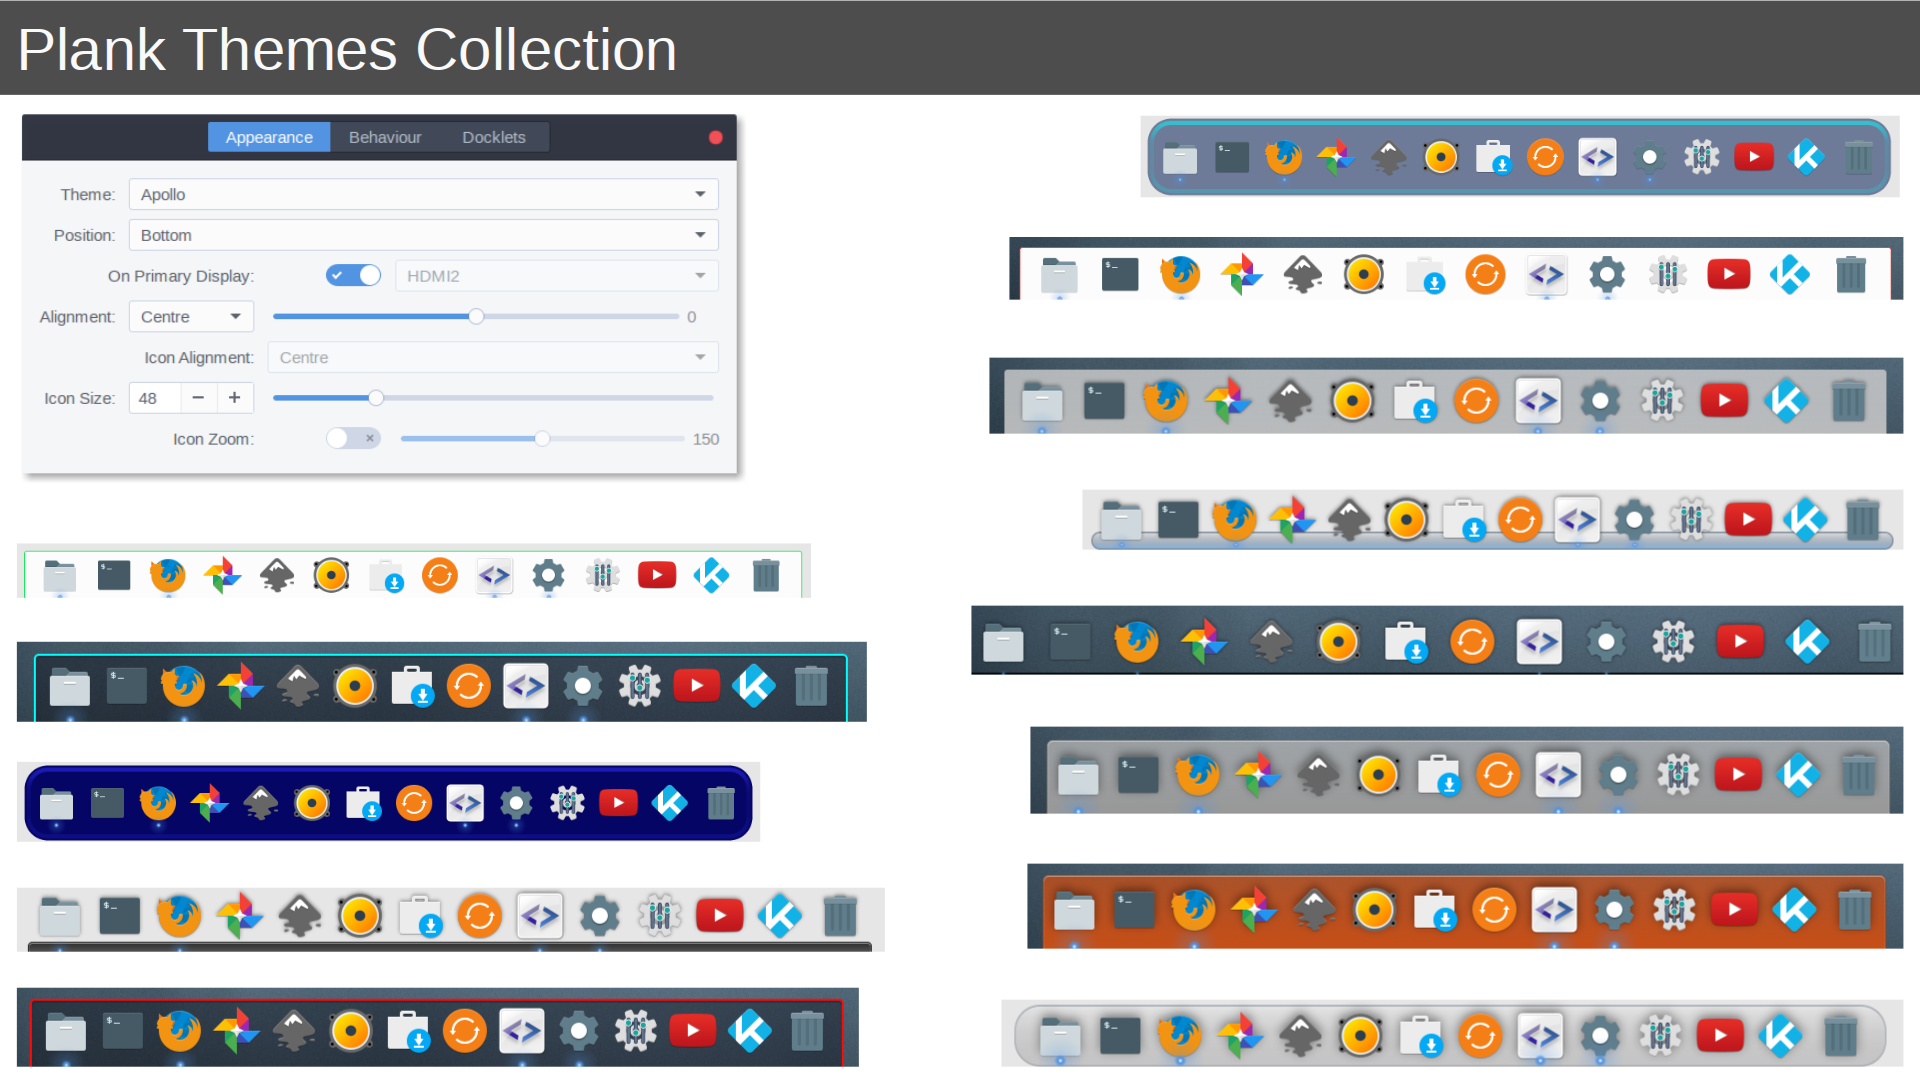 Plank Themes Collection
Appearance Behaviour Docklets
Theme: Apollo
Position: Bottom
On Primary Display: HDMI2
Alignment: Centre 0
Icon Alignment: Centre
Icon Size: 48 − +
Icon Zoom: 150